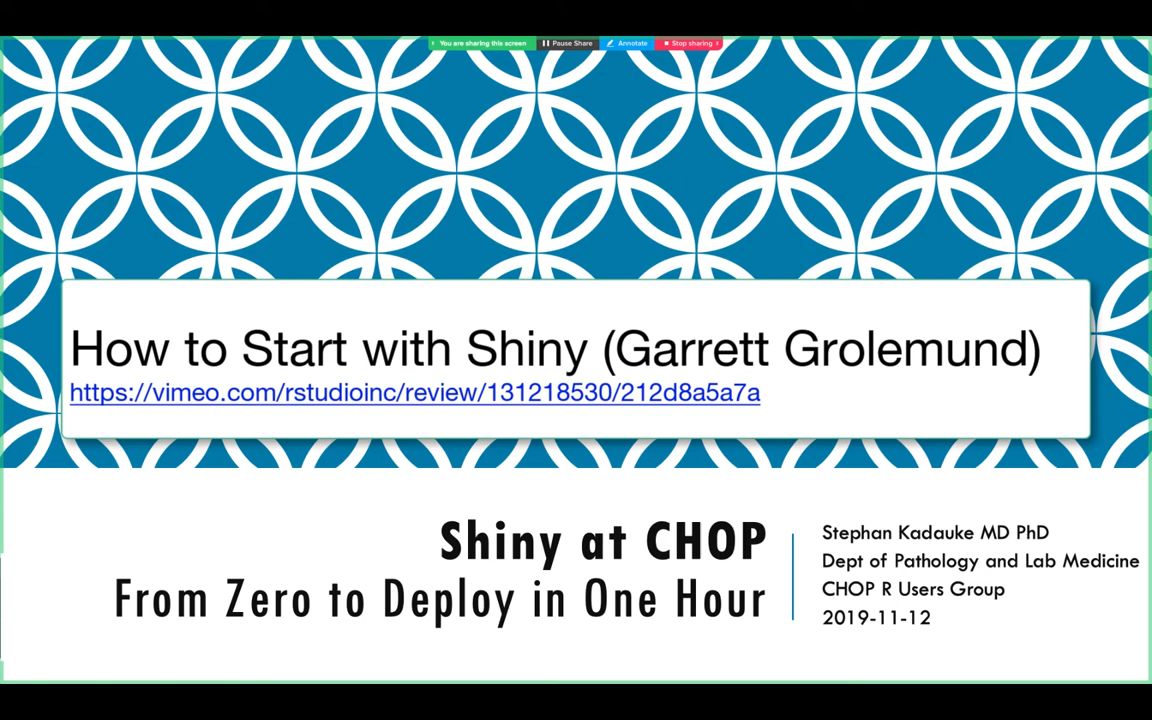 You are sharing this screen Pause Share Annotate Stop sharing
How to Start with Shiny (Garrett Grolemund)
https://vimeo.com/rstudioinc/review/131218530/212d8a5a7a
Shiny at CHOP
From Zero to Deploy in One Hour
Stephan Kadauke MD PhD
Dept of Pathology and Lab Medicine
CHOP R Users Group
2019-11-12